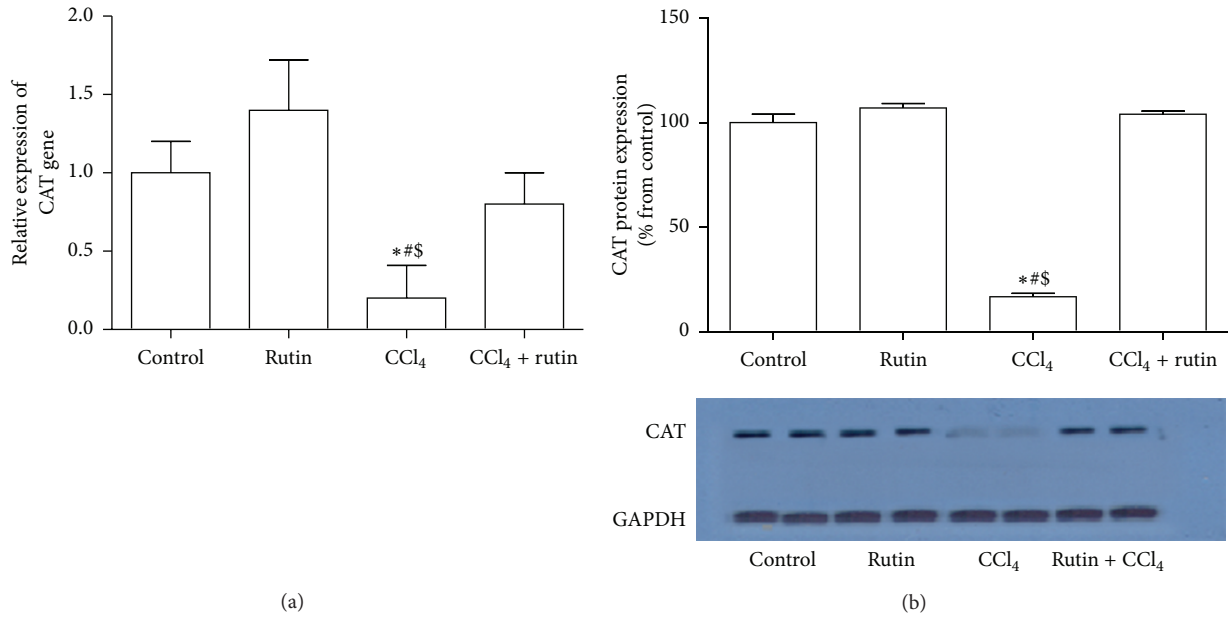 2.0
1.5
1.0
0.5
0.0
Relative expression of
CAT gene
*#$
Control Rutin CCl₄ CCl₄ + rutin
(a)
150
100
50
0
CAT protein expression
(% from control)
*#$
Control Rutin CCl₄ CCl₄ + rutin
CAT
GAPDH
Control Rutin CCl₄ Rutin + CCl₄
(b)